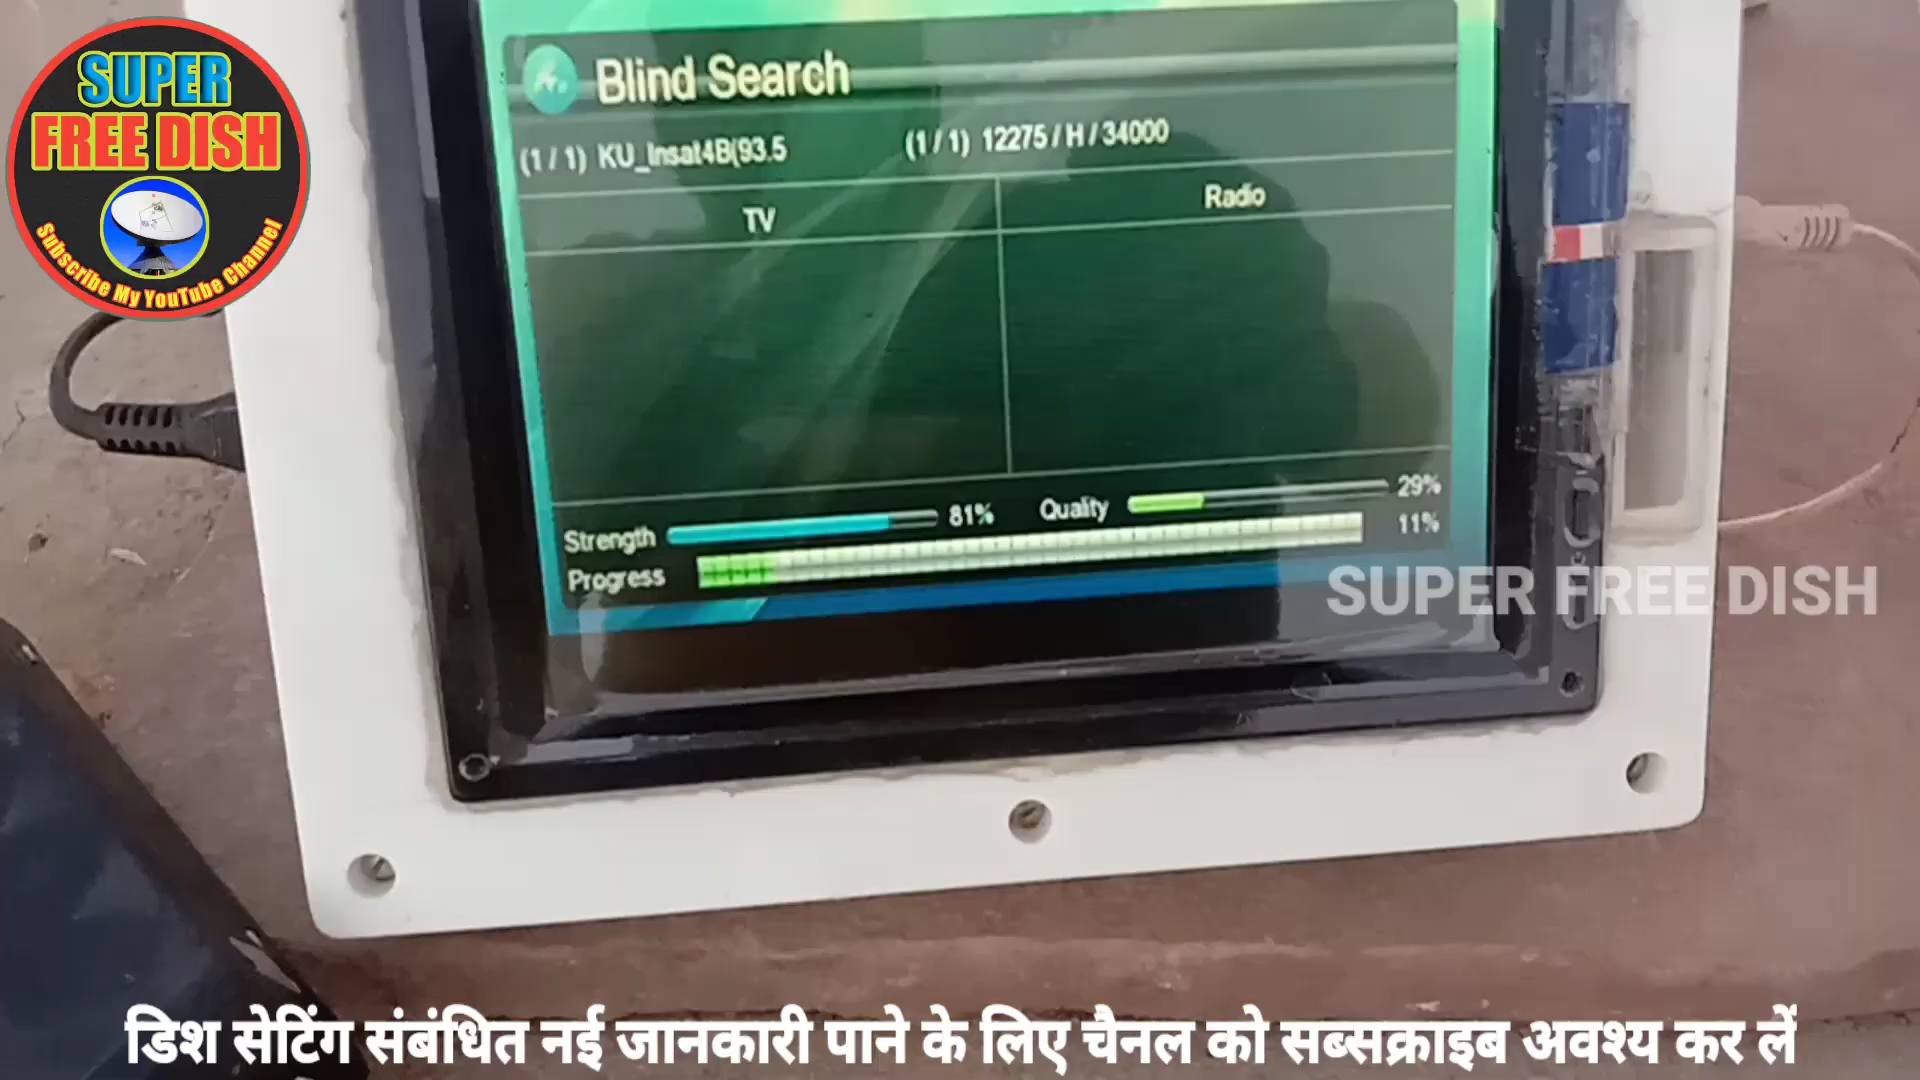 SUPER
FREE DISH
Subscribe My YouTube Channel
Blind Search
(1 / 1) KU_Insat4B(93.5
(1 / 1) 12275 / H / 34000
TV
Radio
Strength 81% Quality 29%
Progress 11%
SUPER FREE DISH
डिश सेटिंग संबंधित नई जानकारी पाने के लिए चैनल को सब्सक्राइब अवश्य कर लें